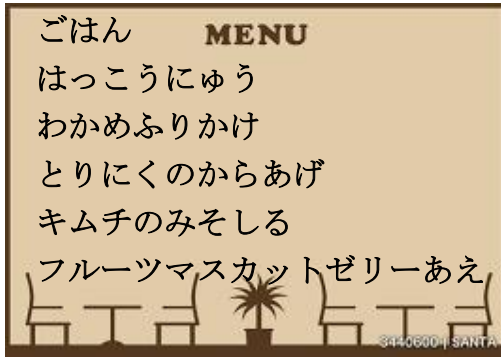 ごはん
MENU
はっこうにゅう
わかめふりかけ
とりにくのからあげ
キムチのみそしる
フルーツマスカットゼリーあえ
3440600 | SANTA